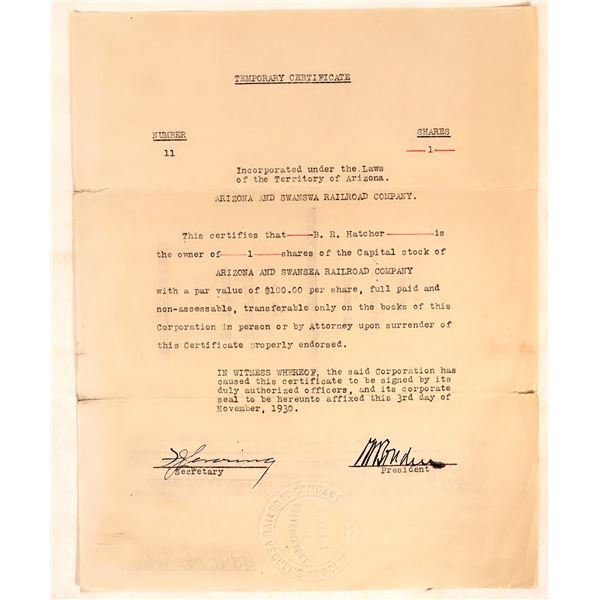 TEMPORARY CERTIFICATE
NUMBER SHARES
11 1
Incorporated under the Laws
of the Territory of Arizona.
ARIZONA AND SWANSWA RAILROAD COMPANY.
This certifies that B. R. Hatcher is
the owner of 1 shares of the Capital stock of
ARIZONA AND SWANSEA RAILROAD COMPANY
with a par value of $100.00 per share, full paid and
non-assessable, transferable only on the books of this
Corporation in person or by Attorney upon surrender of
this Certificate properly endorsed.
IN WITNESS WHEREOF, the said Corporation has
caused this certificate to be signed by its
duly authorized officers, and its corporate
seal to be hereunto affixed this 3rd day of
November, 1930.
Secretary President
RAILROAD COMPANY